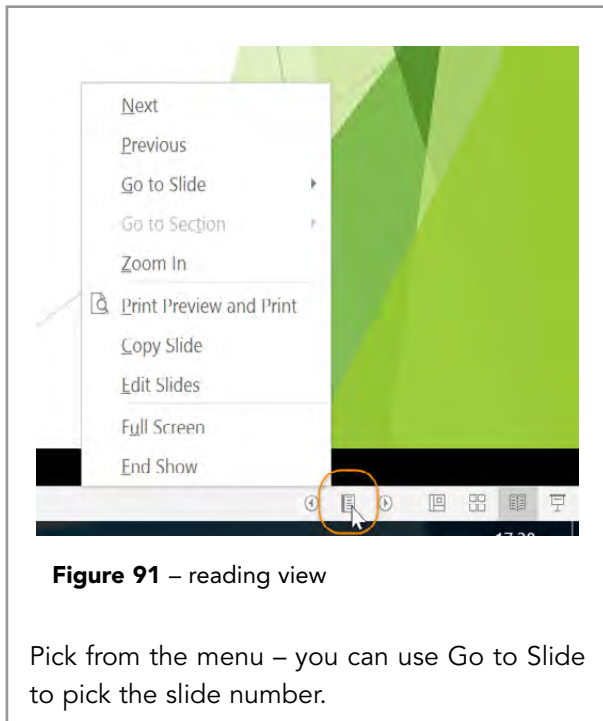 Next
Previous
Go to Slide
Go to Section
Zoom In
Print Preview and Print
Copy Slide
Edit Slides
Full Screen
End Show
Figure 91 – reading view
Pick from the menu – you can use Go to Slide
to pick the slide number.